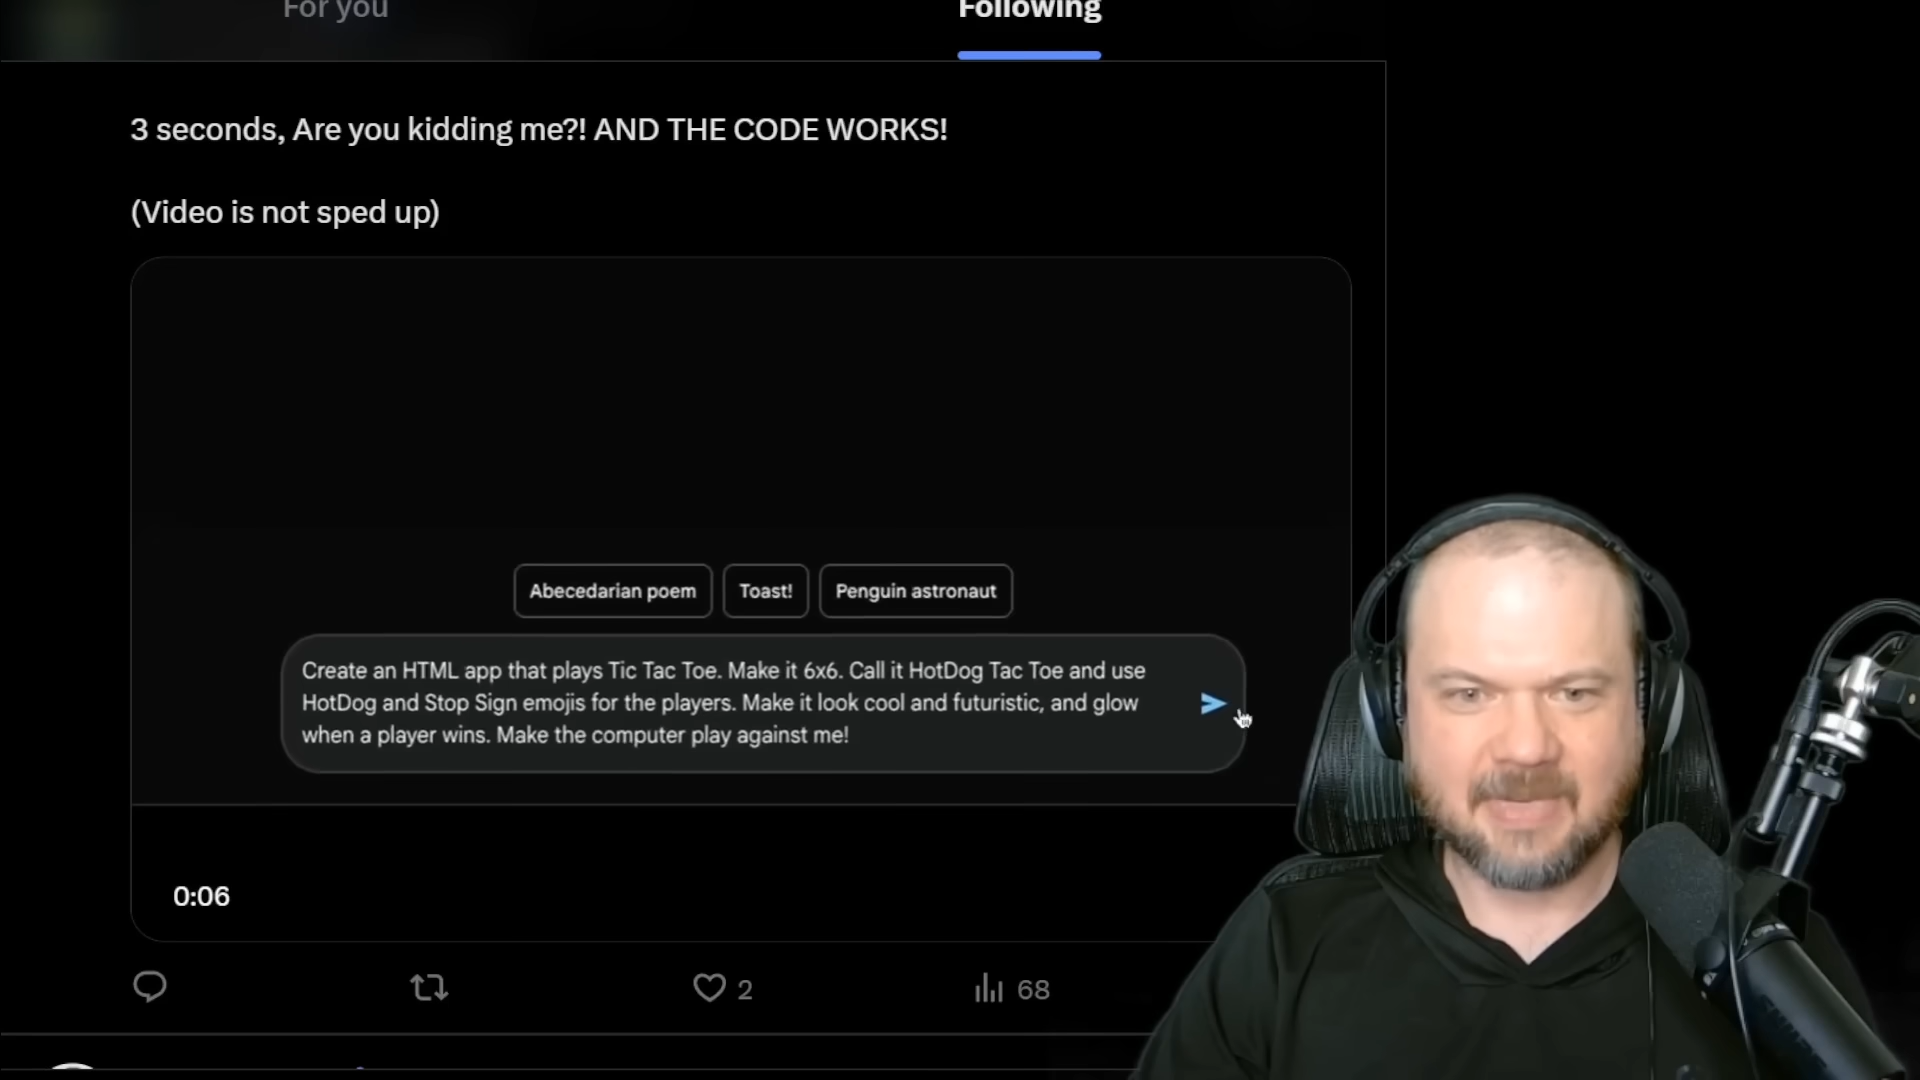 For you
Following
3 seconds, Are you kidding me?! AND THE CODE WORKS!
(Video is not sped up)
Abecedarian poem
Toast!
Penguin astronaut
Create an HTML app that plays Tic Tac Toe. Make it 6x6. Call it HotDog Tac Toe and use
HotDog and Stop Sign emojis for the players. Make it look cool and futuristic, and glow
when a player wins. Make the computer play against me!
0:06
2
68